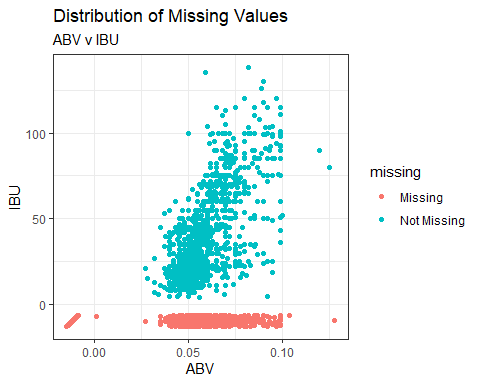 Distribution of Missing Values
ABV v IBU
100
50
0
IBU
0.00 0.05 0.10
ABV
missing
Missing
Not Missing